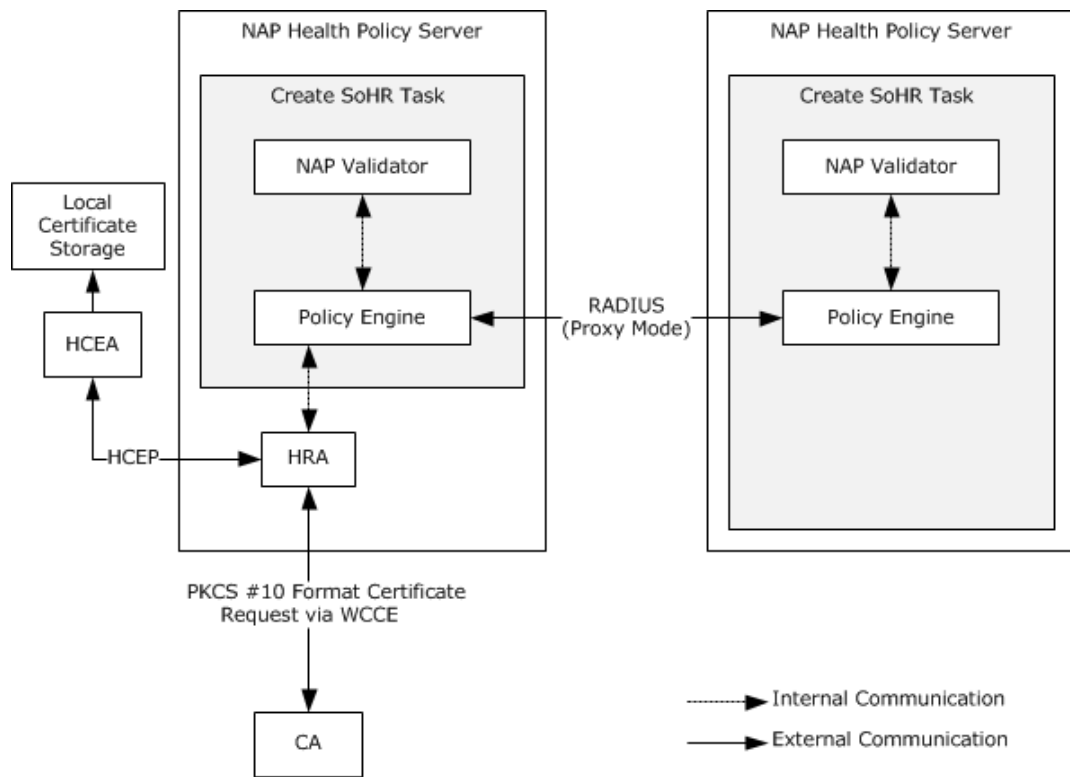 NAP Health Policy Server
Create SoHR Task
NAP Validator
Policy Engine
HRA
Local
Certificate
Storage
HCEA
HCEP
RADIUS
(Proxy Mode)
NAP Health Policy Server
Create SoHR Task
NAP Validator
Policy Engine
PKCS #10 Format Certificate
Request via WCCE
CA
Internal Communication
External Communication